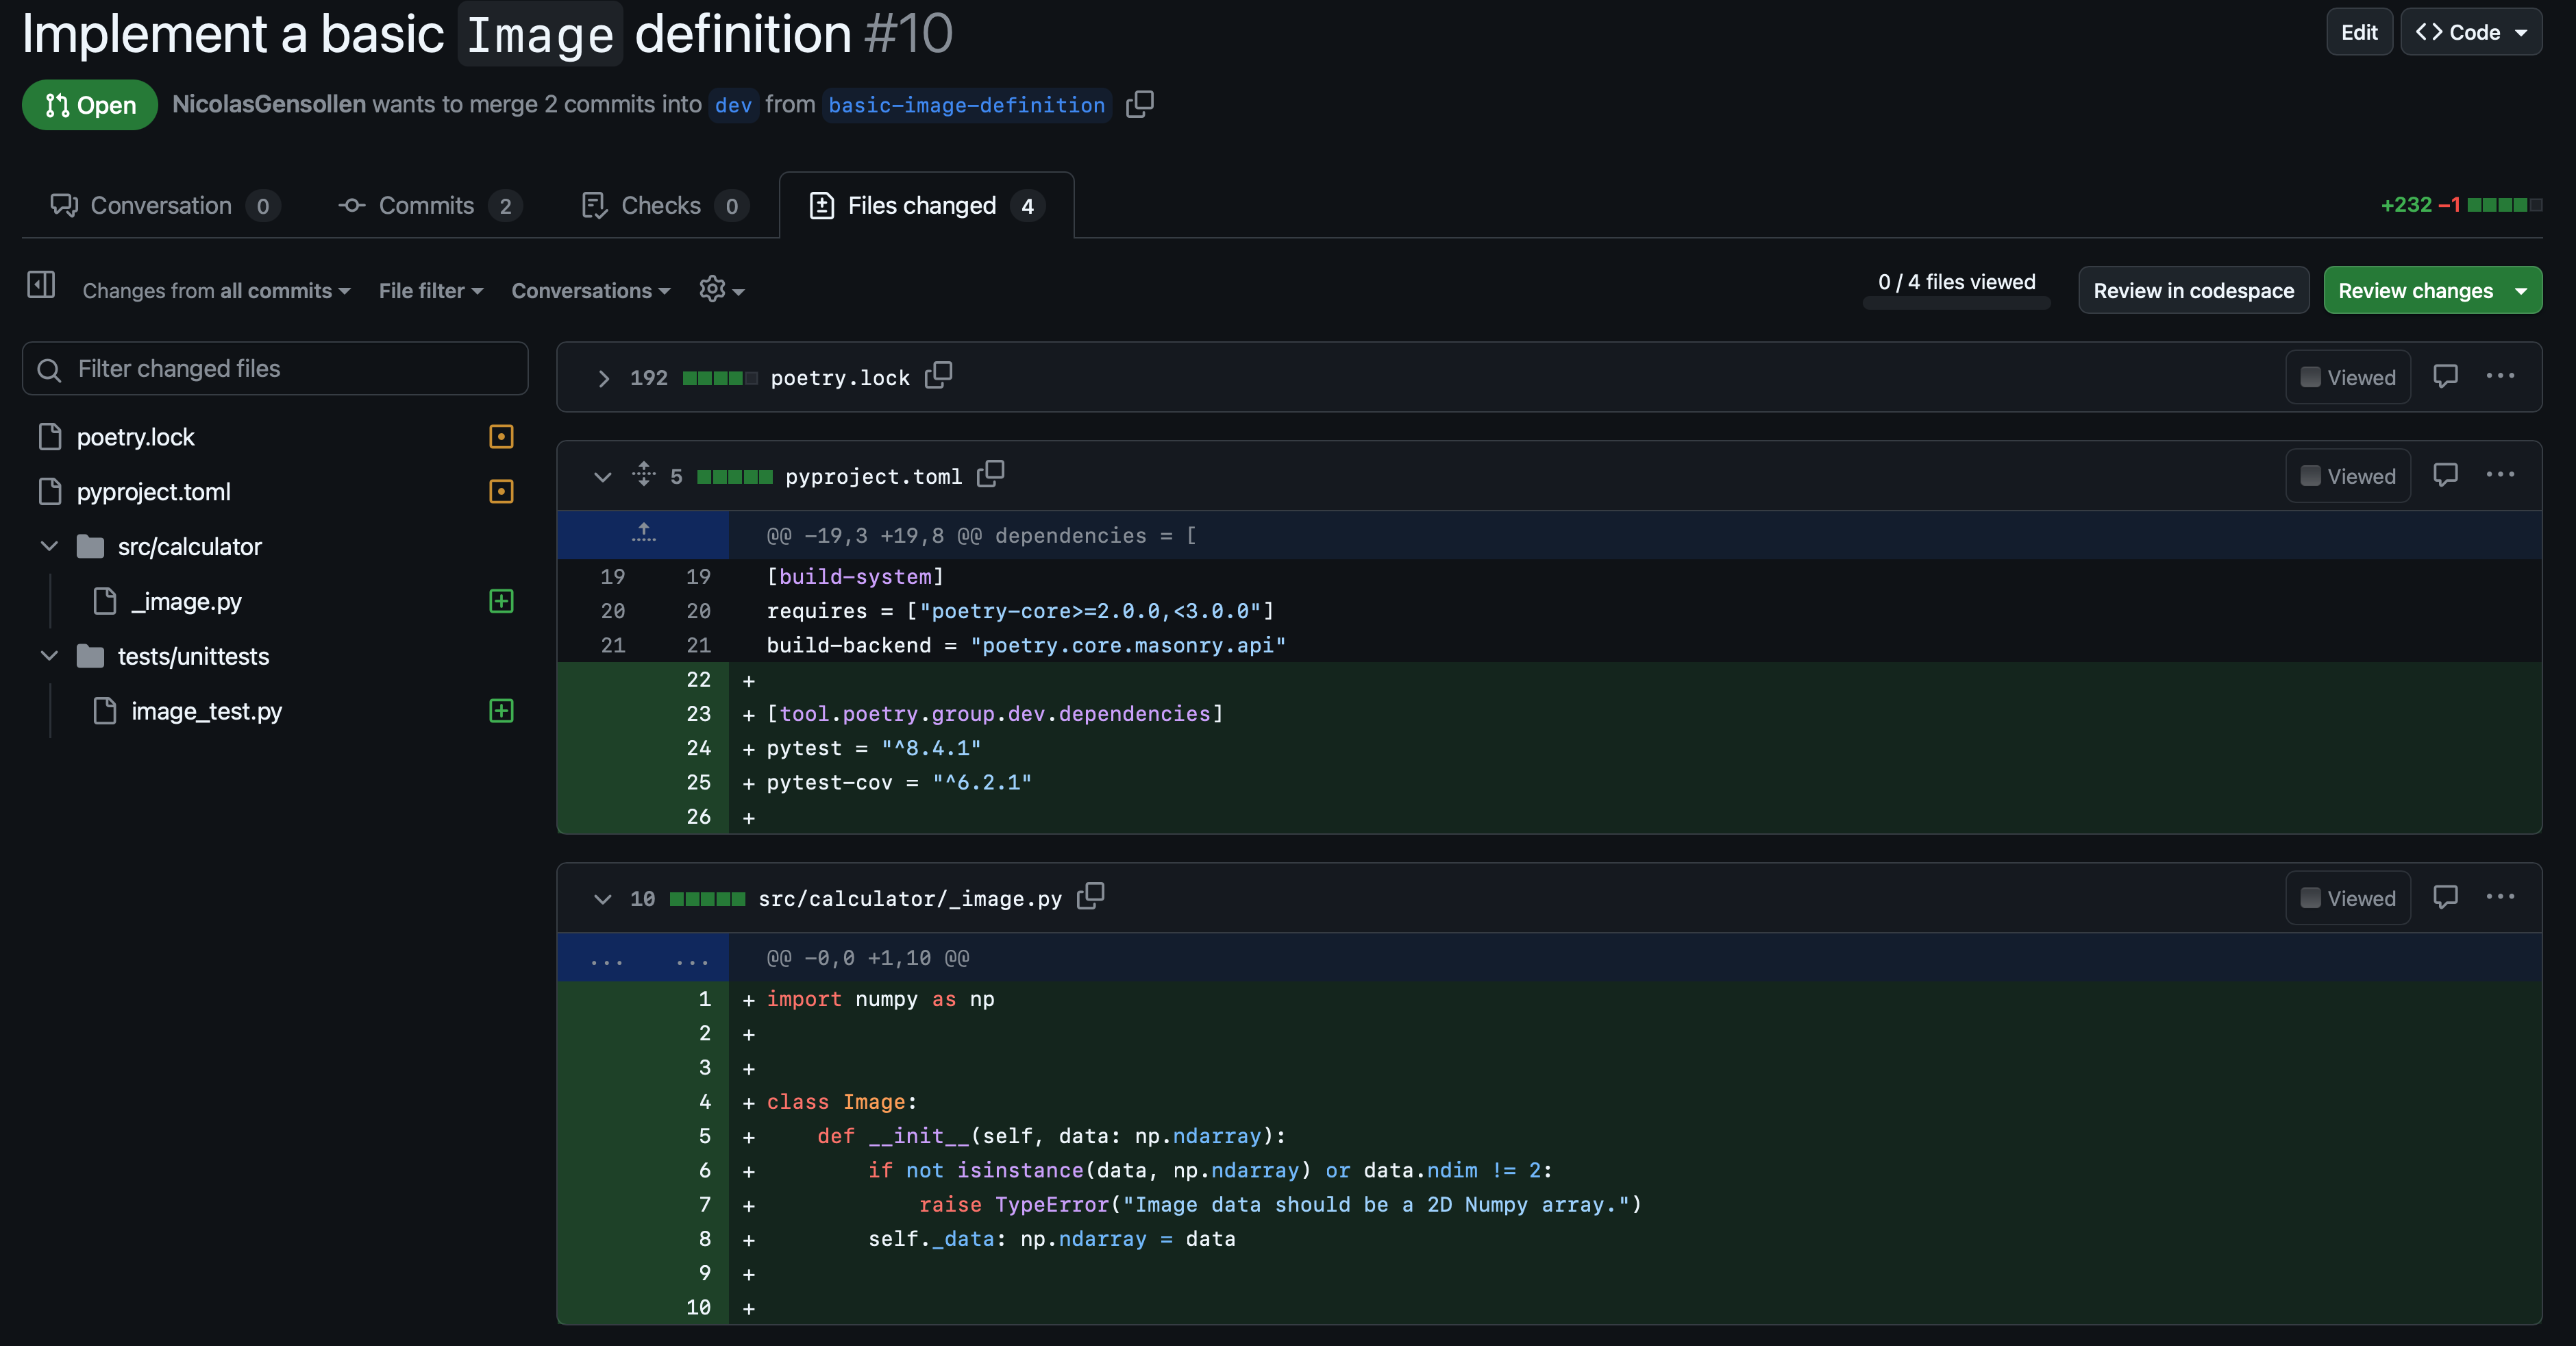 Implement a basic Image definition #10
Edit
<> Code
Open
NicolasGensollen wants to merge 2 commits into dev from basic-image-definition
Conversation 0
Commits 2
Checks 0
Files changed 4
+232 −1
Changes from all commits
File filter
Conversations
0 / 4 files viewed
Review in codespace
Review changes
Filter changed files
poetry.lock
pyproject.toml
src/calculator
_image.py
tests/unittests
image_test.py
192 poetry.lock
Viewed
5 pyproject.toml
Viewed
@@ -19,3 +19,8 @@ dependencies = [
19 19 [build-system]
20 20 requires = ["poetry-core>=2.0.0,<3.0.0"]
21 21 build-backend = "poetry.core.masonry.api"
22 +
23 + [tool.poetry.group.dev.dependencies]
24 + pytest = "^8.4.1"
25 + pytest-cov = "^6.2.1"
26 +
10 src/calculator/_image.py
Viewed
... ... @@ -0,0 +1,10 @@
1 + import numpy as np
2 +
3 +
4 + class Image:
5 +     def __init__(self, data: np.ndarray):
6 +         if not isinstance(data, np.ndarray) or data.ndim != 2:
7 +             raise TypeError("Image data should be a 2D Numpy array.")
8 +         self._data: np.ndarray = data
9 +
10 +